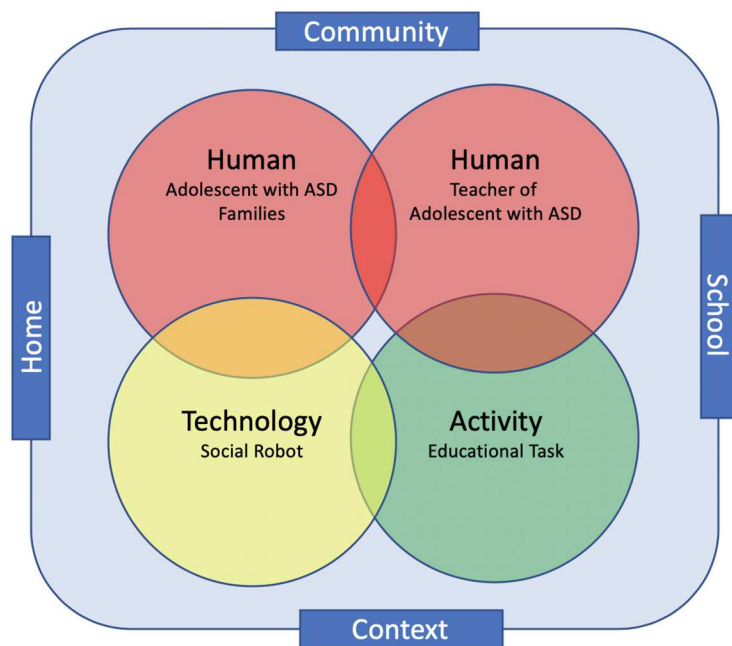 Community
Human
Adolescent with ASD
Families
Human
Teacher of
Adolescent with ASD
Home
School
Technology
Social Robot
Activity
Educational Task
Context